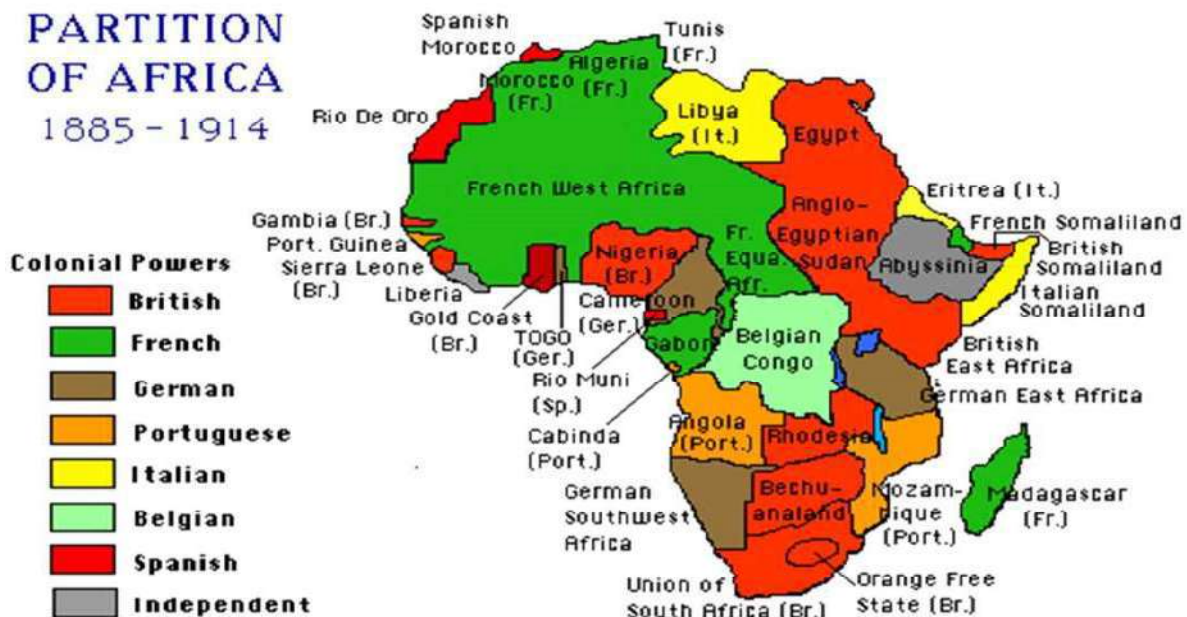 PARTITION
OF AFRICA
1885 - 1914
Colonial Powers
British
French
German
Portuguese
Italian
Belgian
Spanish
Independent
Spanish
Morocco
Tunis
(Fr.)
Algeria
(Fr.)
Morocco
(Fr.)
Rio De Oro
Libya
(It.)
Egypt
French West Africa
Eritrea (It.)
Anglo-
Egyptian
Sudan
French Somaliland
British
Somaliland
Italian
Somaliland
Abyssinia
Gambia (Br.)
Port. Guinea
Sierra Leone
(Br.)
Liberia
Gold Coast
(Br.)
TOGO
(Ger.)
Nigeria
(Br.)
Fr.
Equa.
Afr.
Cameroon
(Ger.)
Gabon
Rio Muni
(Sp.)
Belgian
Congo
British
East Africa
German East Africa
Cabinda
(Port.)
Angola
(Port.)
Rhodesia
German
Southwest
Africa
Bechu-
analand
Mozam-
bique
(Port.)
Madagascar
(Fr.)
Union of
South Africa (Br.)
Orange Free
State (Br.)